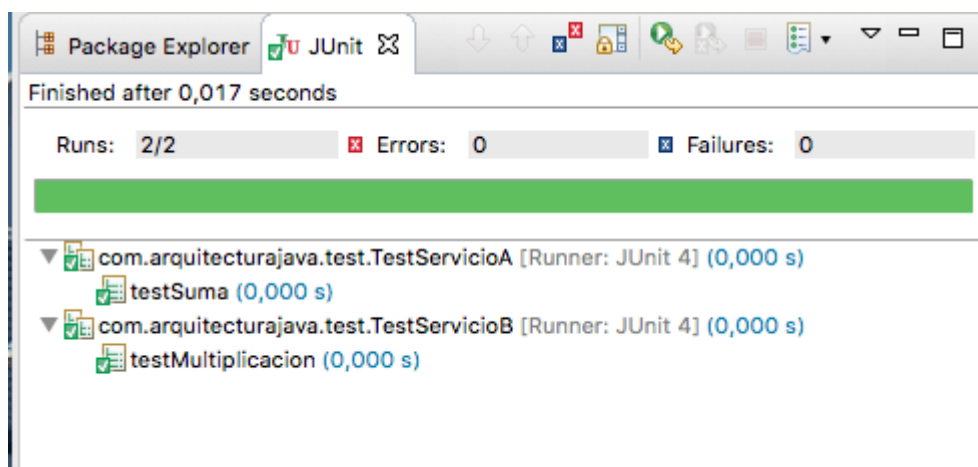 Package Explorer JUnit
Finished after 0,017 seconds
Runs: 2/2 Errors: 0 Failures: 0
com.arquitecturajava.test.TestServicioA [Runner: JUnit 4] (0,000 s)
testSuma (0,000 s)
com.arquitecturajava.test.TestServicioB [Runner: JUnit 4] (0,000 s)
testMultiplicacion (0,000 s)